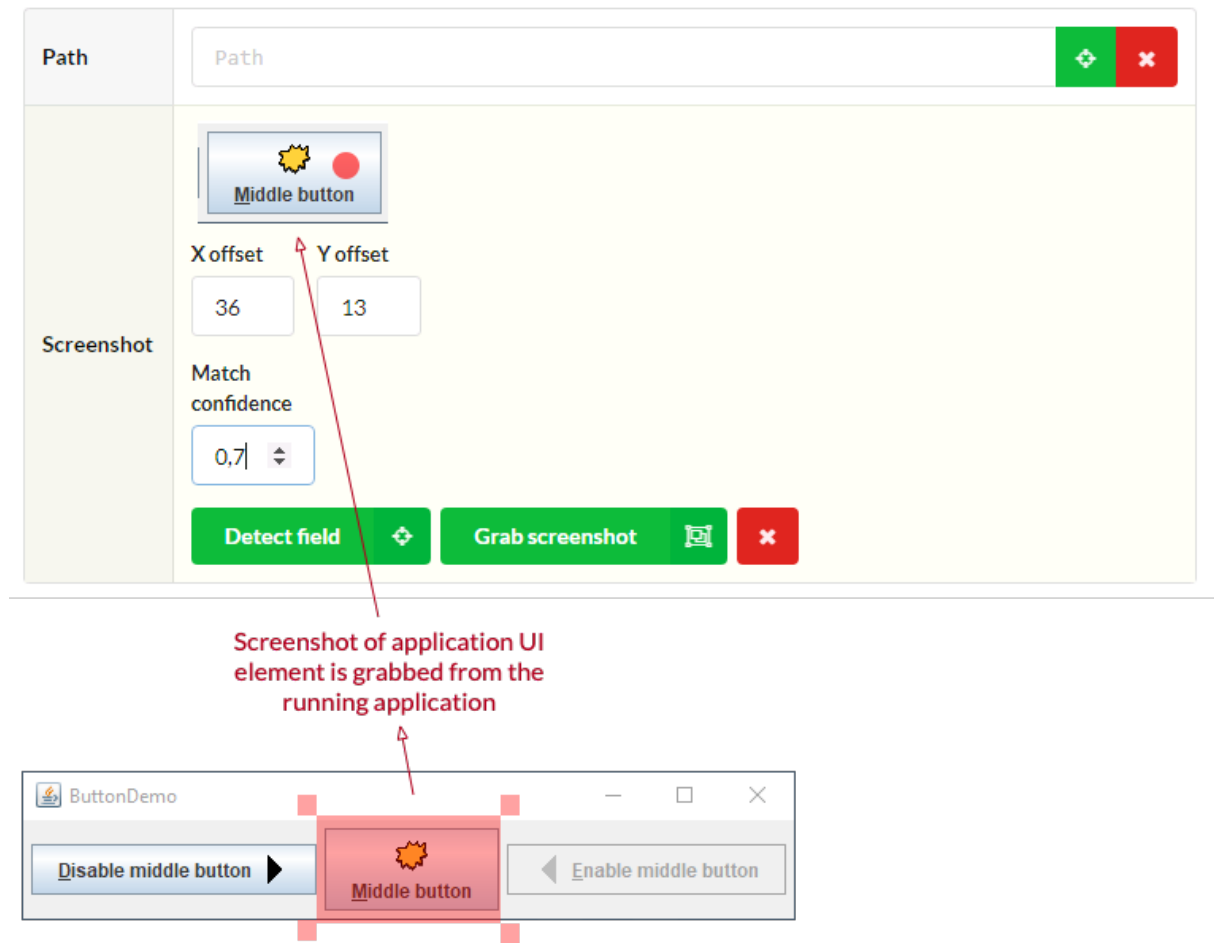 Path
Path
Middle button
X offset Y offset
36 13
Screenshot
Match
confidence
0,7
Detect field Grab screenshot
Screenshot of application UI
element is grabbed from the
running application
ButtonDemo
Disable middle button Middle button Enable middle button